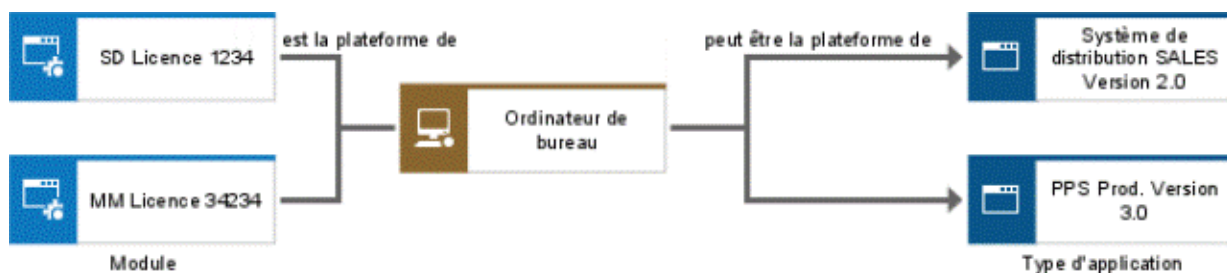 SD Licence 1234
est la plateforme de
MM Licence 34234
Module
Ordinateur de
bureau
peut être la plateforme de
Système de
distribution SALES
Version 2.0
PPS Prod. Version
3.0
Type d'application